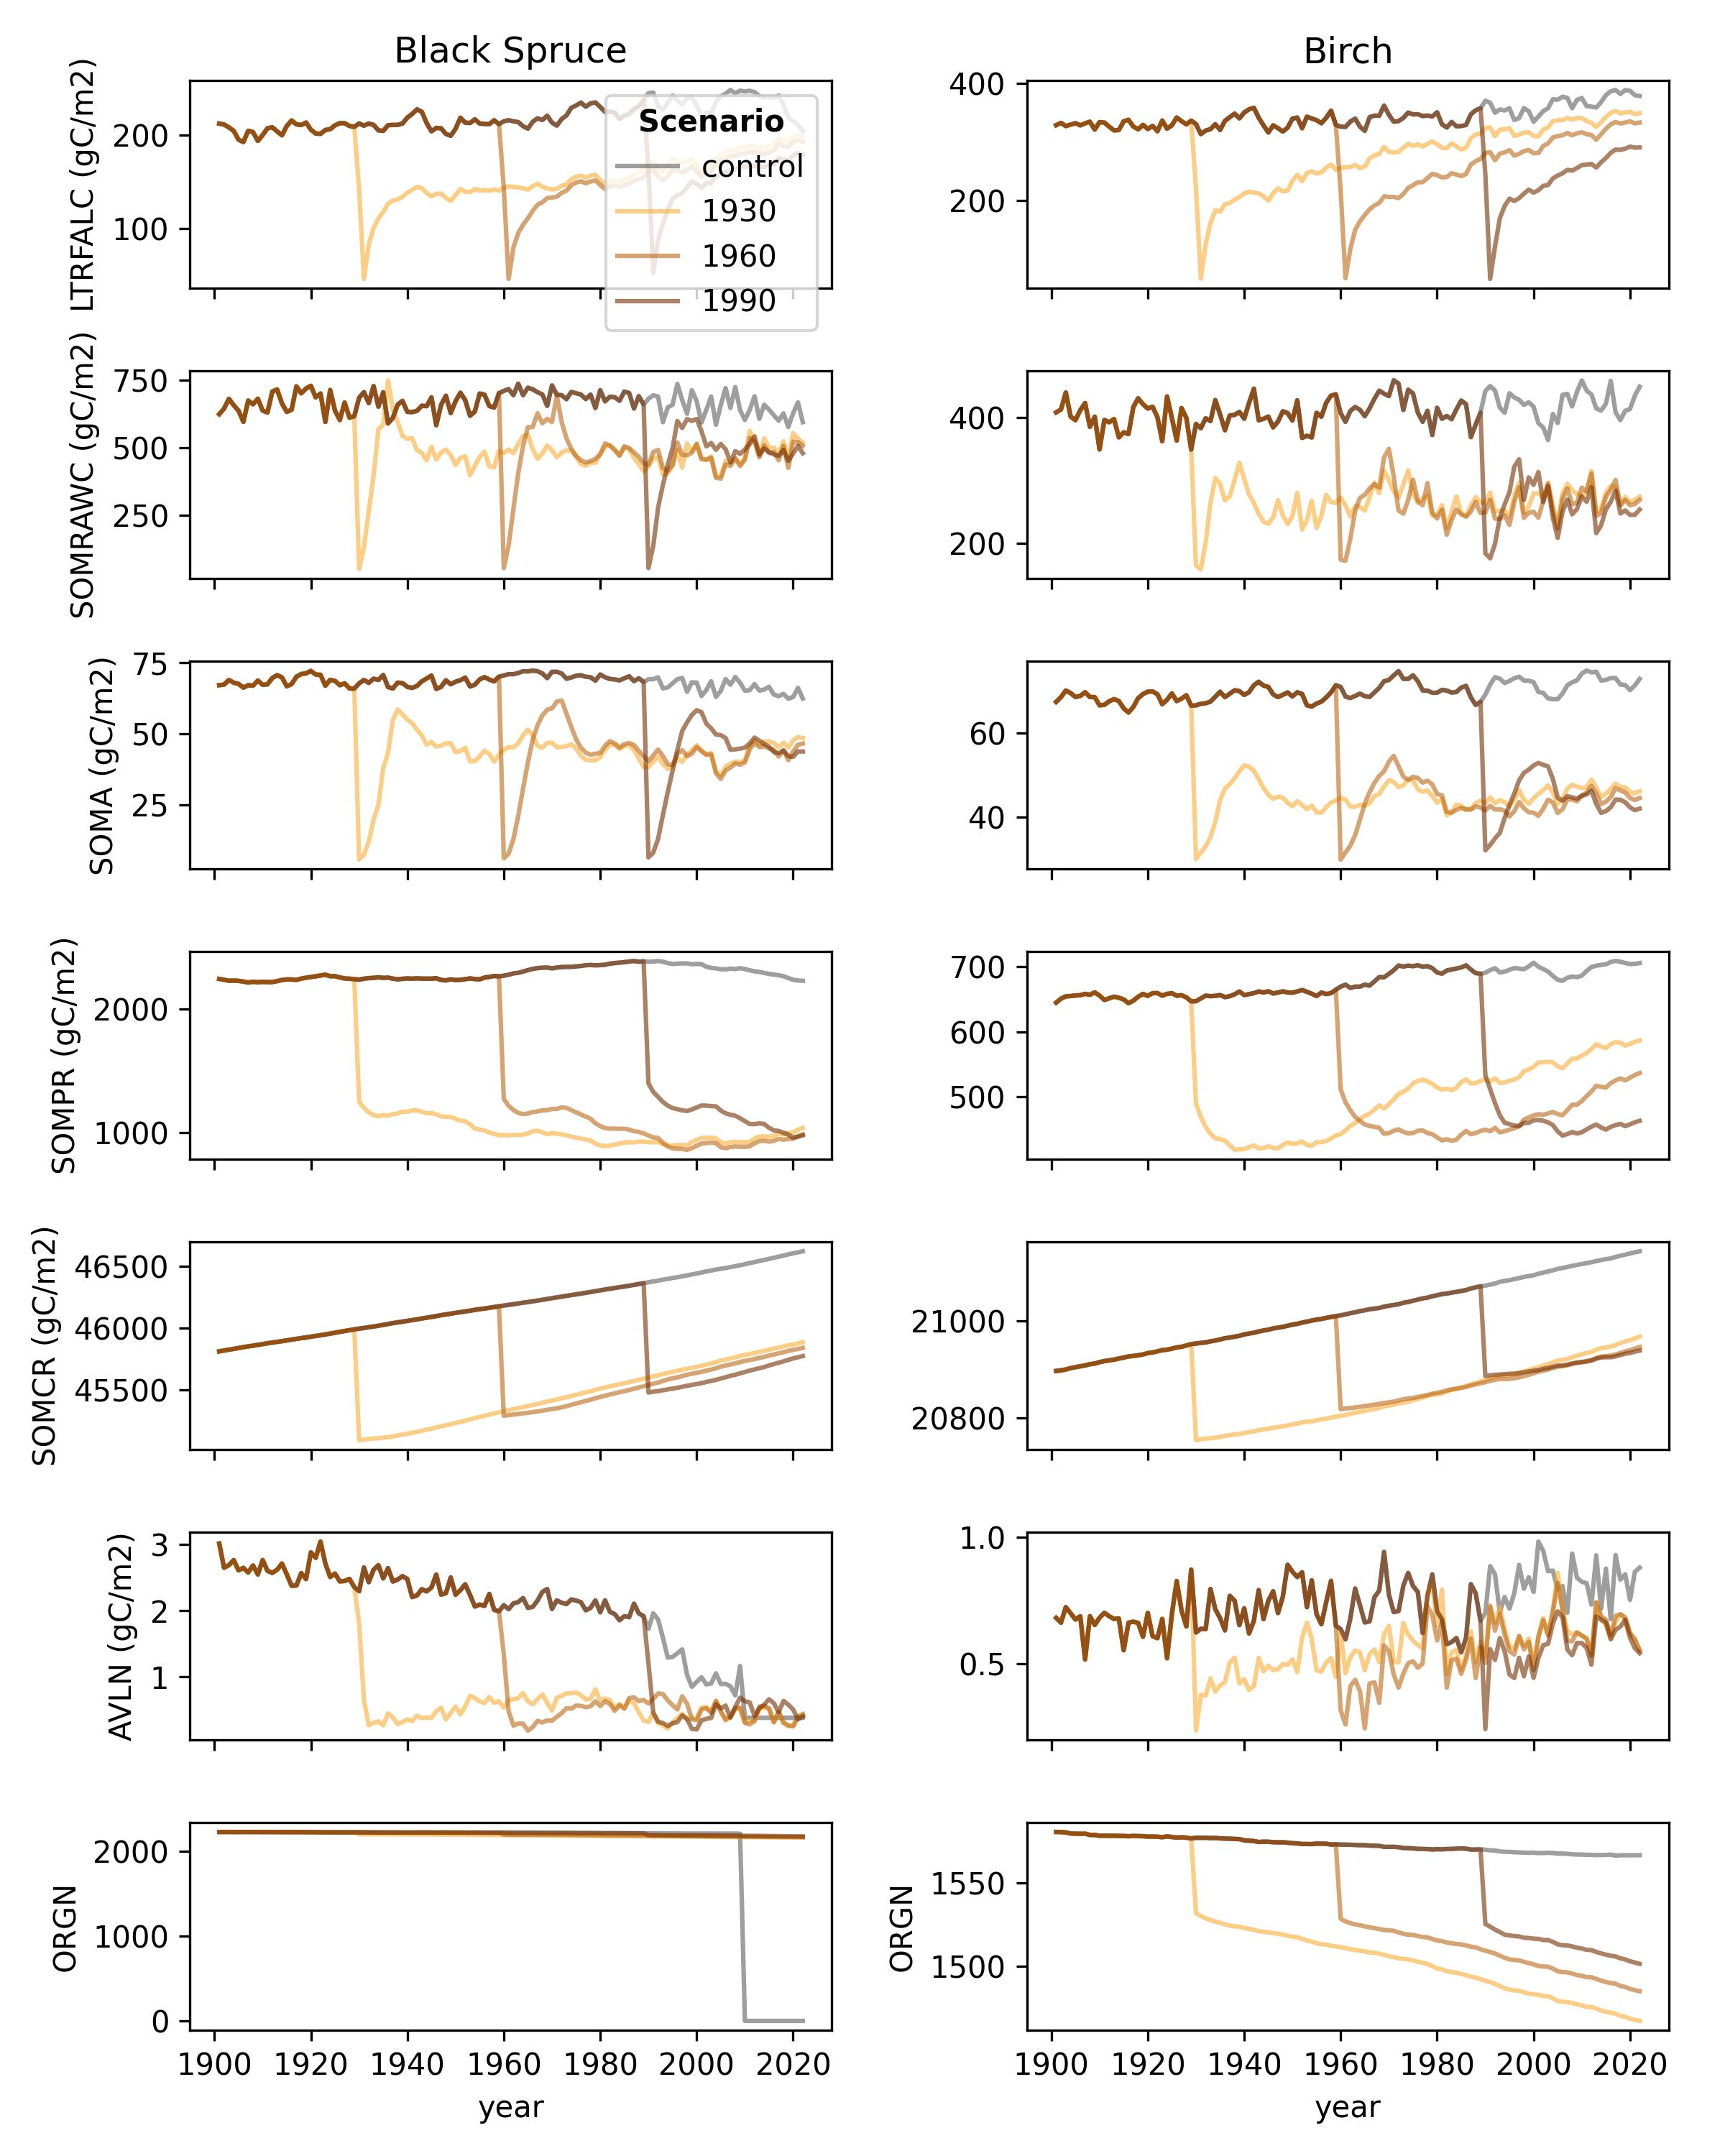 Black Spruce
Birch
LTRFALC (gC/m2)
200
100
Scenario
control
1930
1960
1990
400
200
SOMRAWC (gC/m2)
750
500
250
400
200
SOMA (gC/m2)
75
50
25
60
40
SOMPR (gC/m2)
2000
1000
700
600
500
SOMCR (gC/m2)
46500
46000
45500
21000
20800
AVLN (gC/m2)
3
2
1
1.0
0.5
ORGN
2000
1000
0
ORGN
1550
1500
1900 1920 1940 1960 1980 2000 2020
1900 1920 1940 1960 1980 2000 2020
year
year